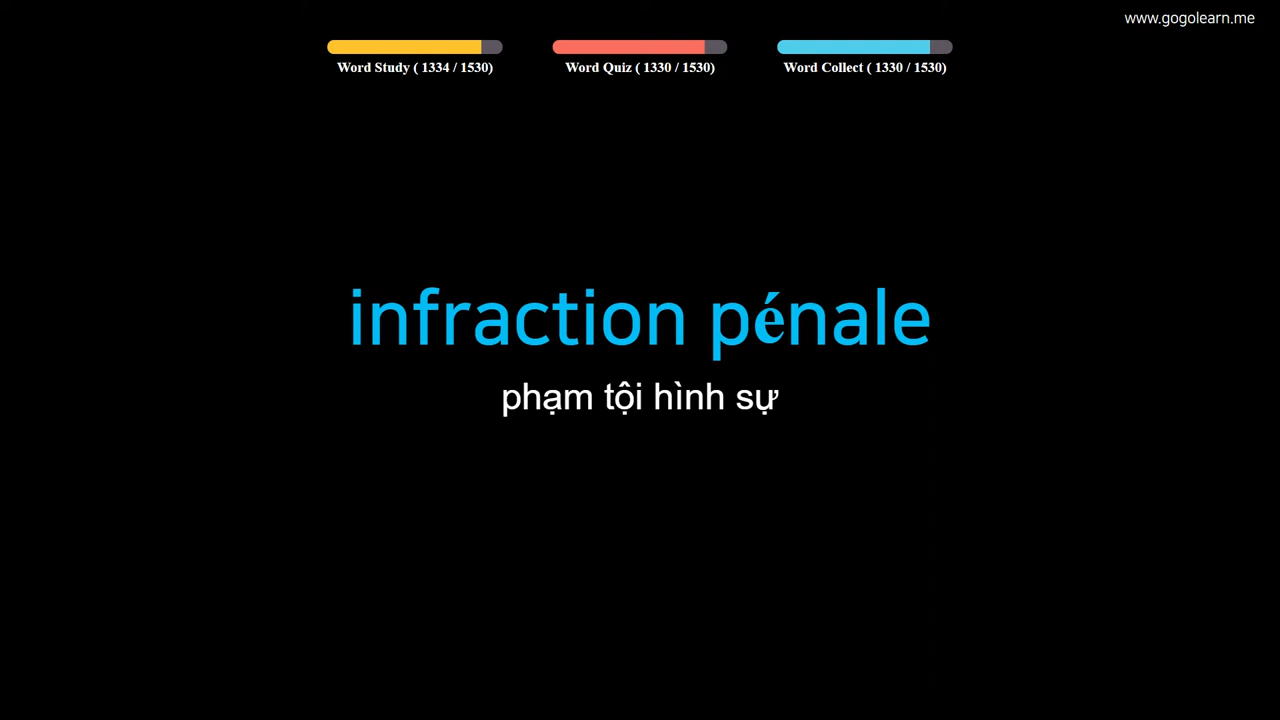 www.gogolearn.me
Word Study ( 1334 / 1530)
Word Quiz ( 1330 / 1530)
Word Collect ( 1330 / 1530)
infraction pénale
phạm tội hình sự